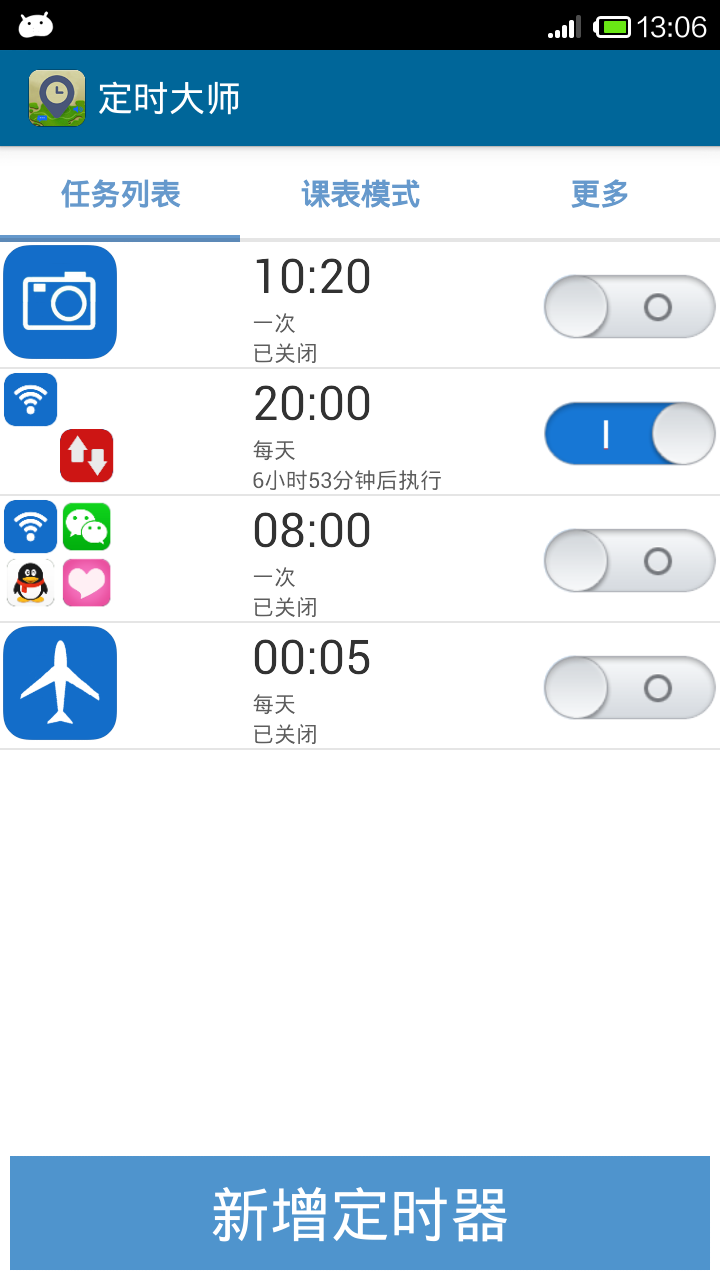 13:06
定时大师
任务列表
课表模式
更多
10:20
一次
已关闭
20:00
每天
6小时53分钟后执行
08:00
一次
已关闭
00:05
每天
已关闭
新增定时器